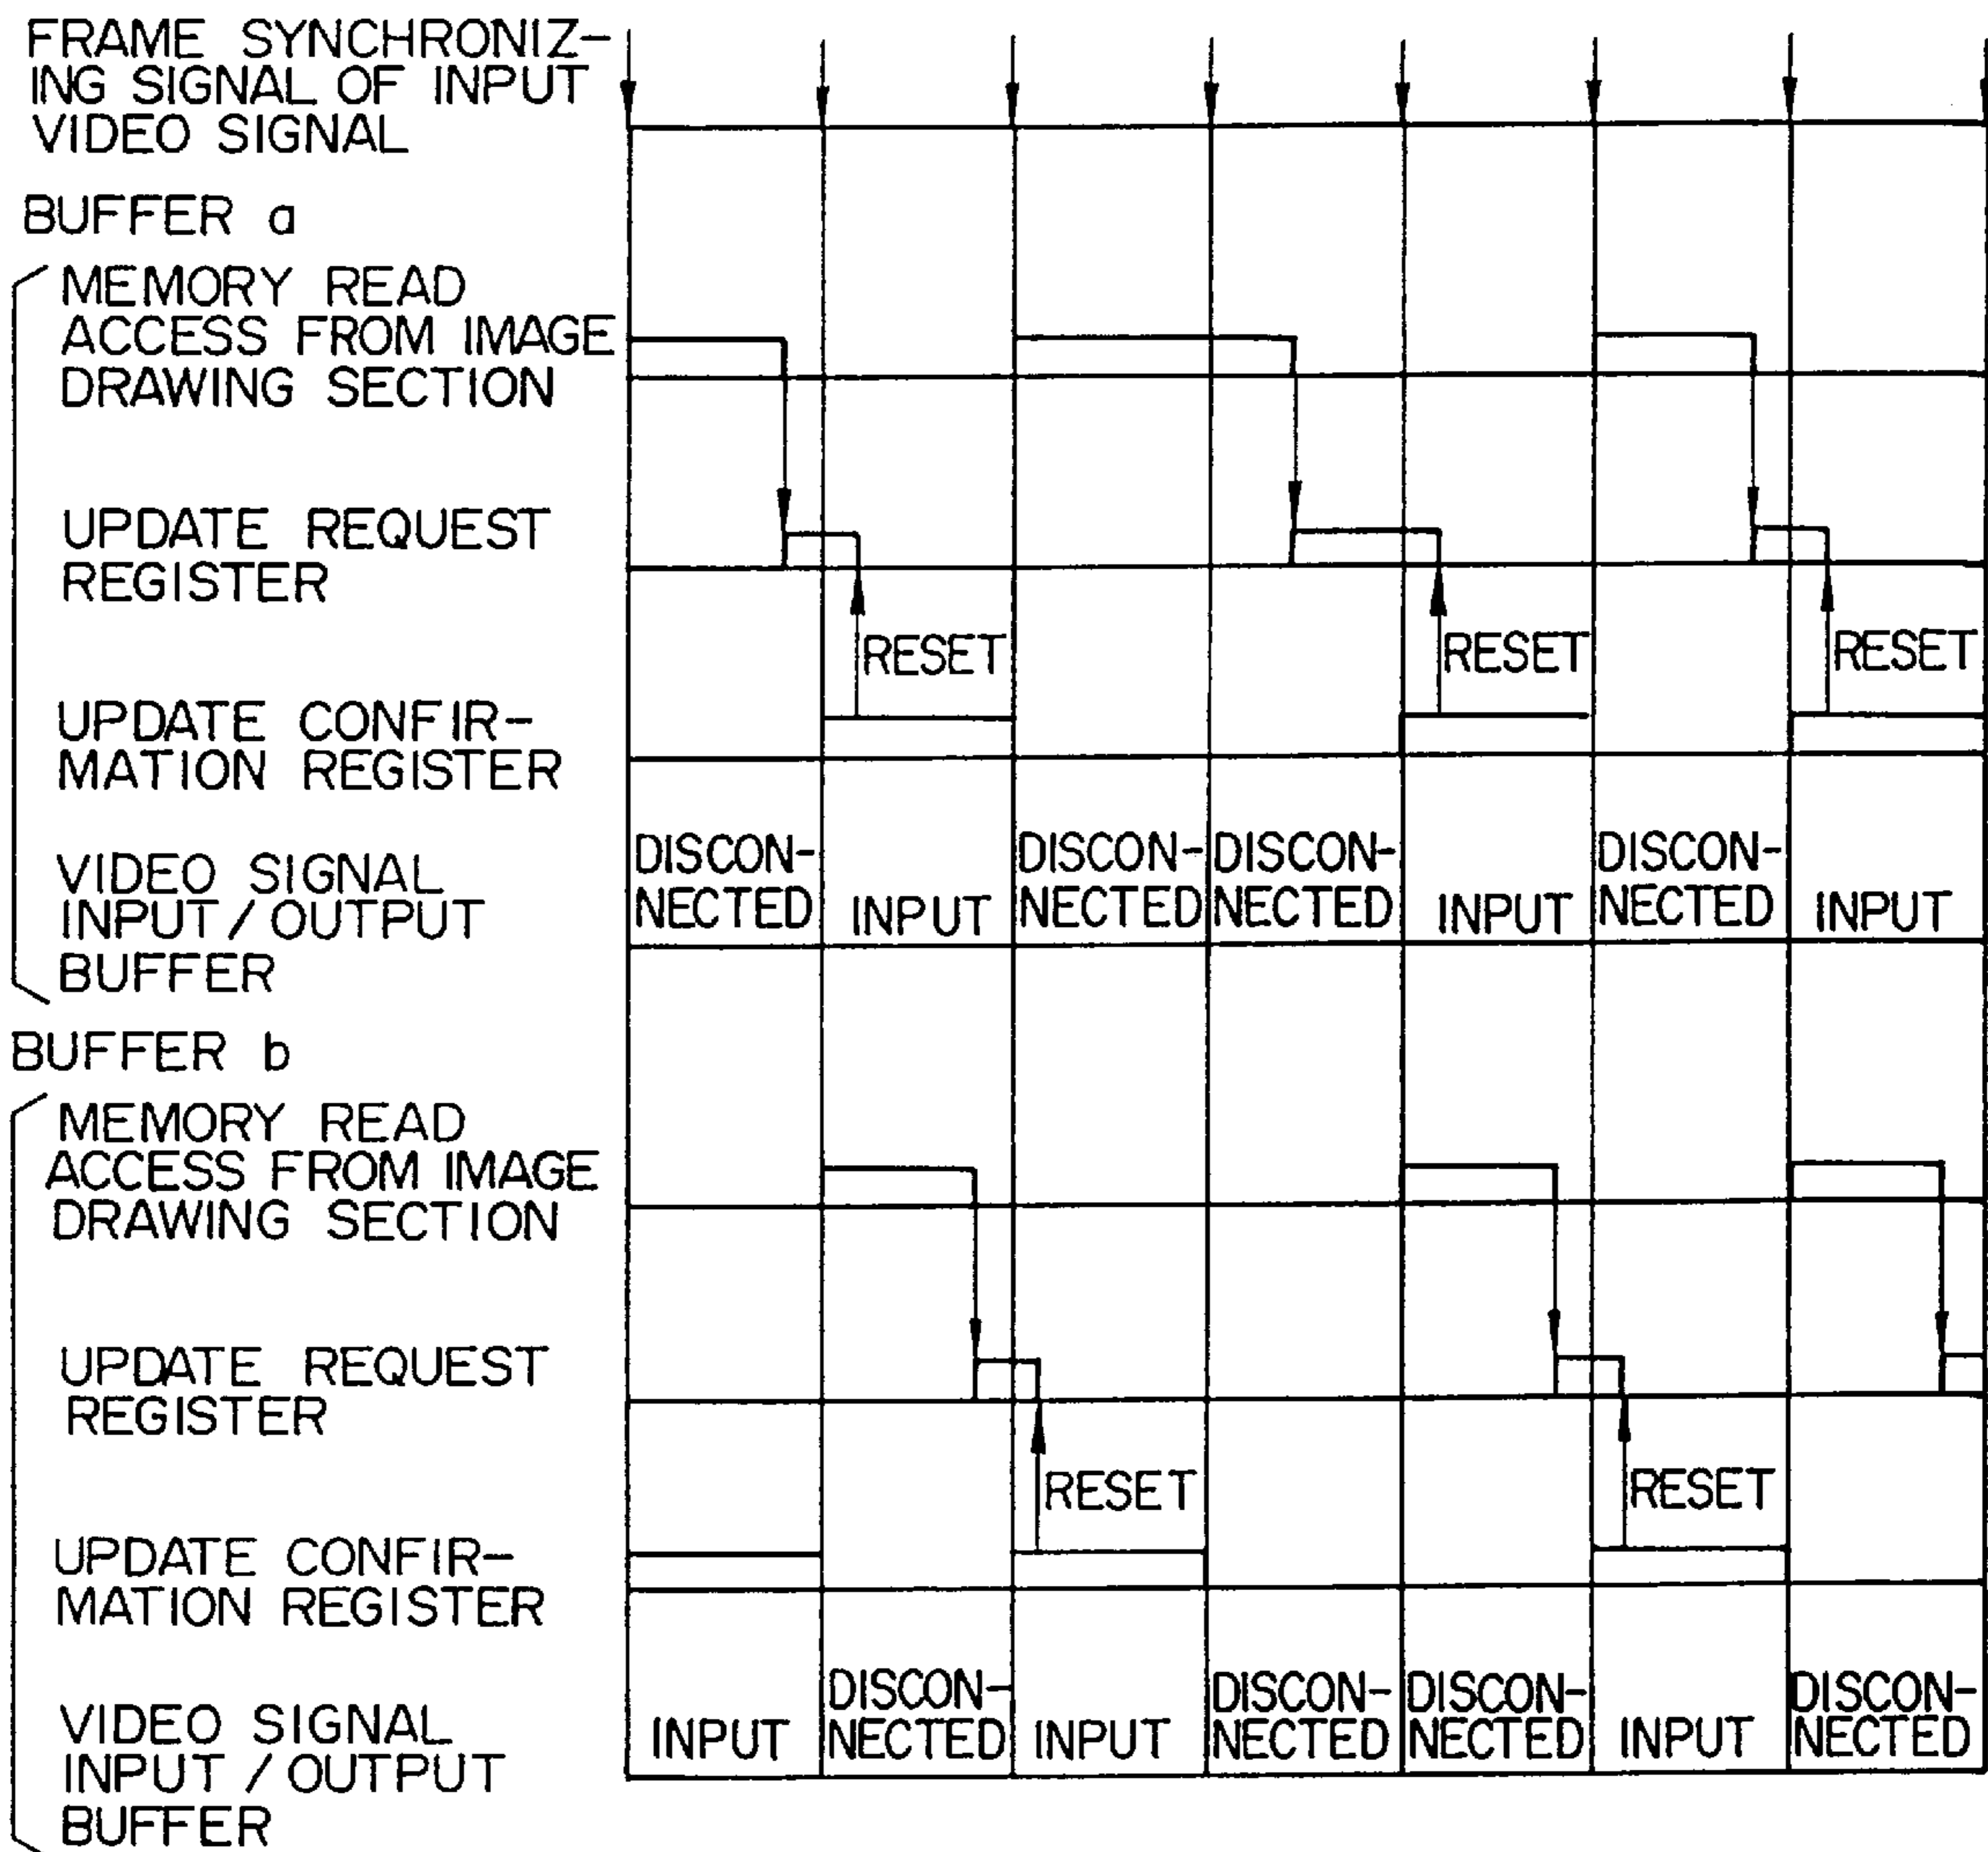 FRAME SYNCHRONIZ-
ING SIGNAL OF INPUT
VIDEO SIGNAL
BUFFER a
MEMORY READ
ACCESS FROM IMAGE
DRAWING SECTION
UPDATE REQUEST
REGISTER
RESET
RESET
RESET
UPDATE CONFIR-
MATION REGISTER
VIDEO SIGNAL
INPUT / OUTPUT
BUFFER
DISCON-
NECTED
INPUT
DISCON-
NECTED
DISCON-
NECTED
INPUT
DISCON-
NECTED
INPUT
BUFFER b
MEMORY READ
ACCESS FROM IMAGE
DRAWING SECTION
UPDATE REQUEST
REGISTER
RESET
RESET
UPDATE CONFIR-
MATION REGISTER
VIDEO SIGNAL
INPUT / OUTPUT
BUFFER
INPUT
DISCON-
NECTED
INPUT
DISCON-
NECTED
DISCON-
NECTED
INPUT
DISCON-
NECTED